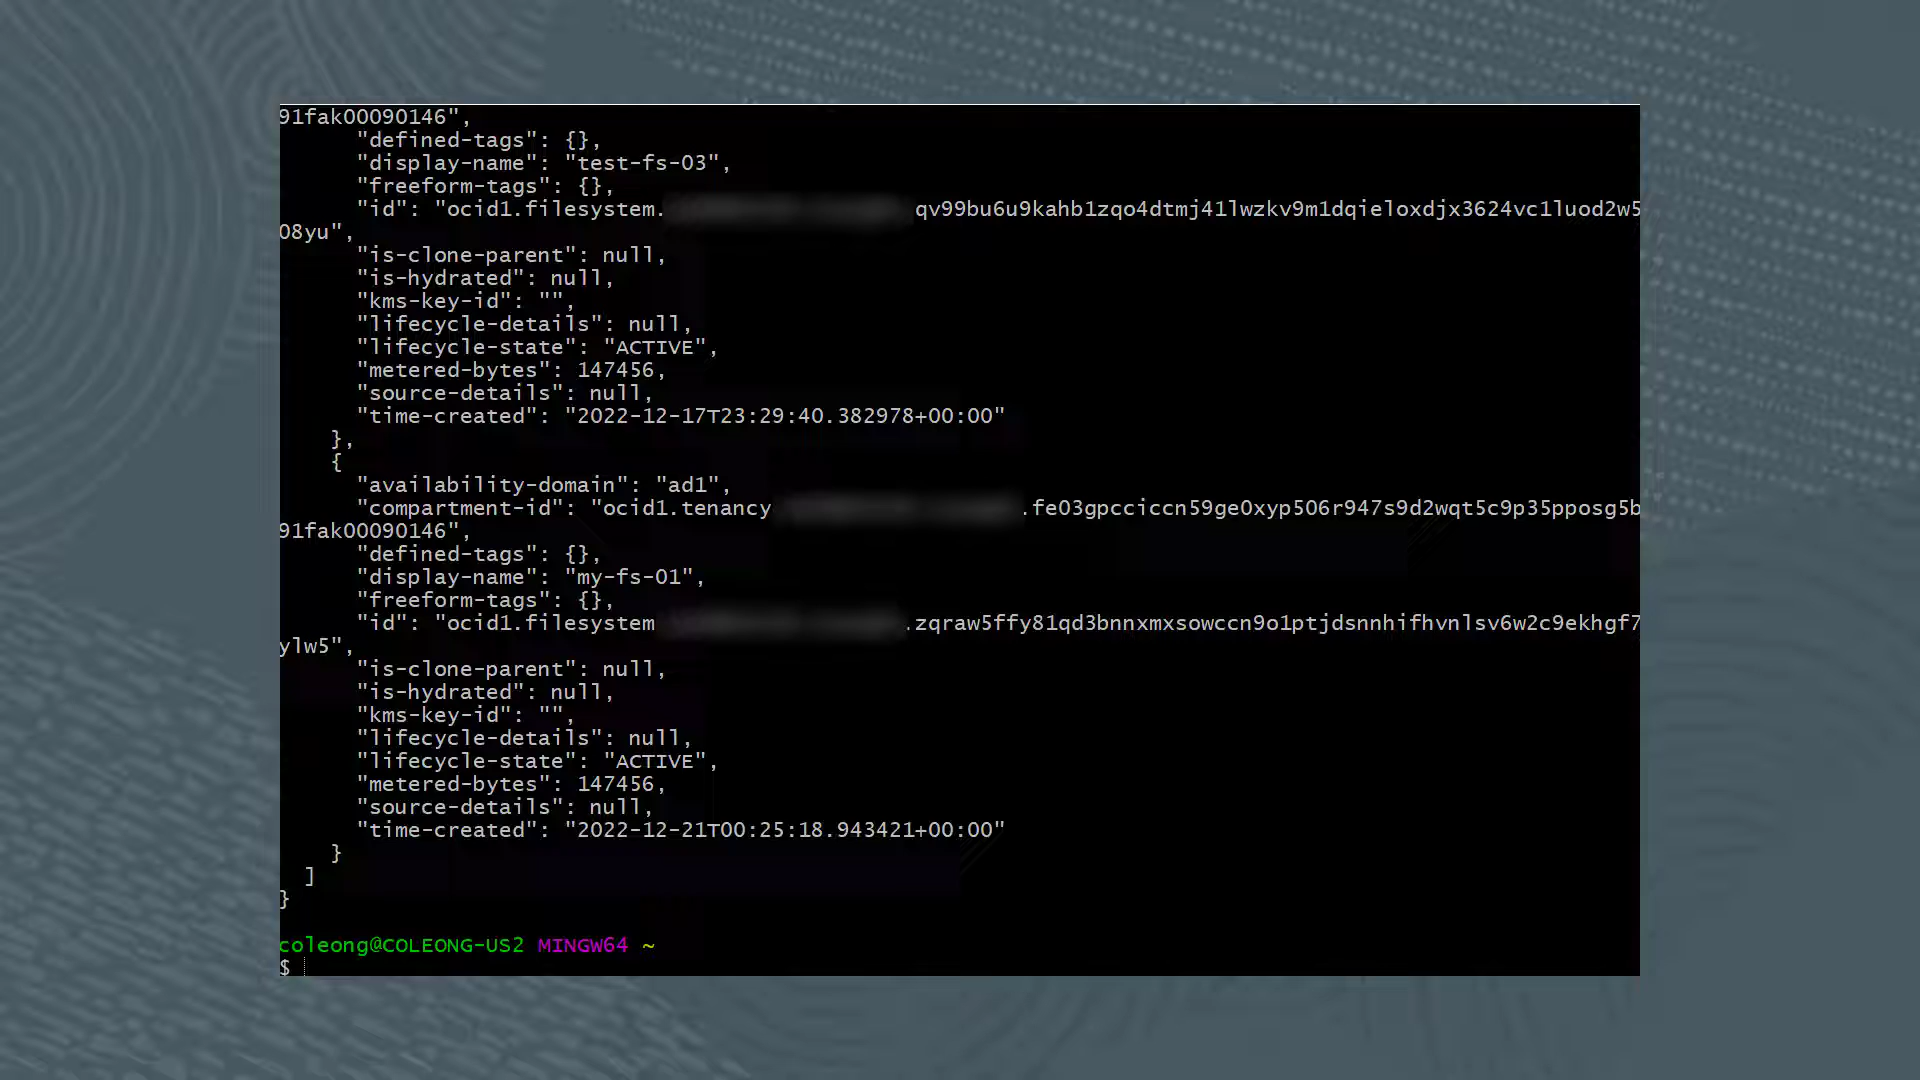 91fak00090146",
"defined-tags": {},
"display-name": "test-fs-03",
"freeform-tags": {},
"id": "ocid1.filesystem. qv99bu6u9kahb1zqo4dtmj41lwzkv9m1dqieloxdjx3624vc1luod2w5
08yu",
"is-clone-parent": null,
"is-hydrated": null,
"kms-key-id": "",
"lifecycle-details": null,
"lifecycle-state": "ACTIVE",
"metered-bytes": 147456,
"source-details": null,
"time-created": "2022-12-17T23:29:40.382978+00:00"
},
{
"availability-domain": "ad1",
"compartment-id": "ocid1.tenancy .fe03gpcciccn59ge0xyp506r947s9d2wqt5c9p35pposg5b
91fak00090146",
"defined-tags": {},
"display-name": "my-fs-01",
"freeform-tags": {},
"id": "ocid1.filesystem .zqraw5ffy81qd3bnnxmxsowccn9o1ptjdsnnhifhvnlsv6w2c9ekhgf7
ylw5",
"is-clone-parent": null,
"is-hydrated": null,
"kms-key-id": "",
"lifecycle-details": null,
"lifecycle-state": "ACTIVE",
"metered-bytes": 147456,
"source-details": null,
"time-created": "2022-12-21T00:25:18.943421+00:00"
}
]
}
coleong@COLEONG-US2 MINGW64 ~
$